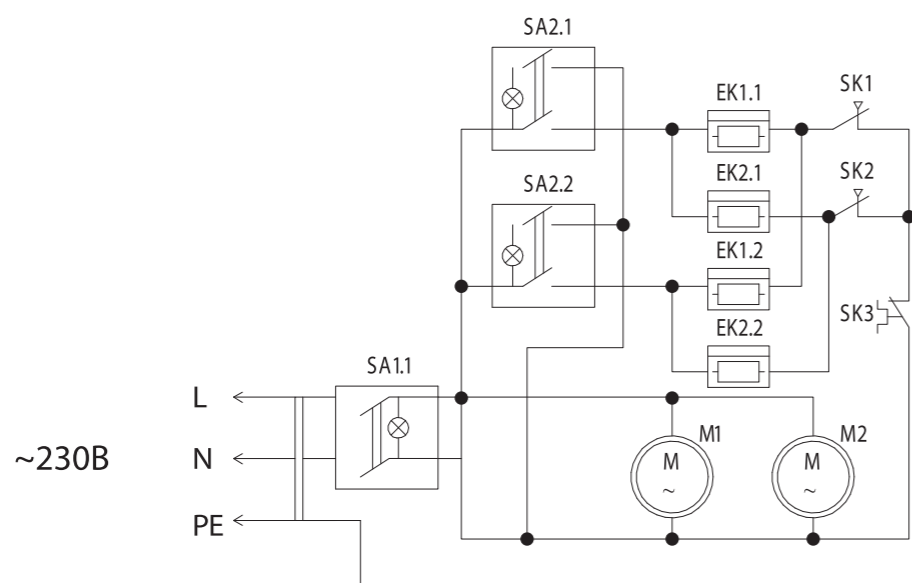 SA2.1
EK1.1
SK1
SA2.2
EK2.1
SK2
EK1.2
SK3
EK2.2
SA1.1
L
~230В
N
PE
M1
M
~
M2
M
~